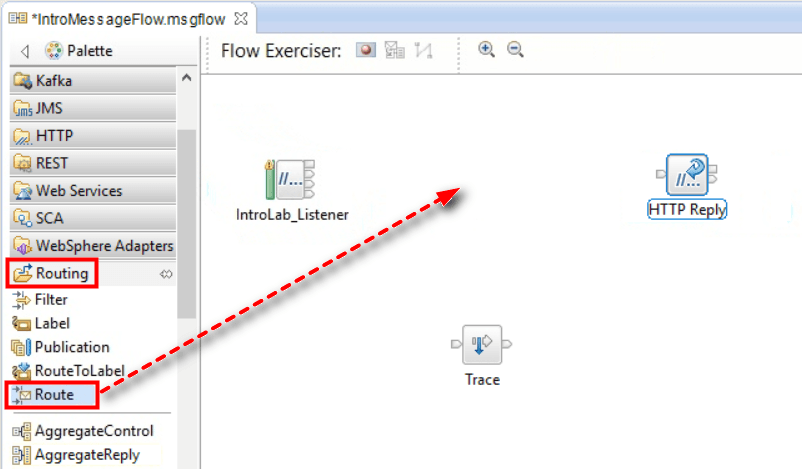 *IntroMessageFlow.msgflow
Palette
Flow Exerciser:
Kafka
JMS
HTTP
REST
Web Services
SCA
WebSphere Adapters
Routing
Filter
Label
Publication
RouteToLabel
Route
AggregateControl
AggregateReply
IntroLab_Listener
HTTP Reply
Trace